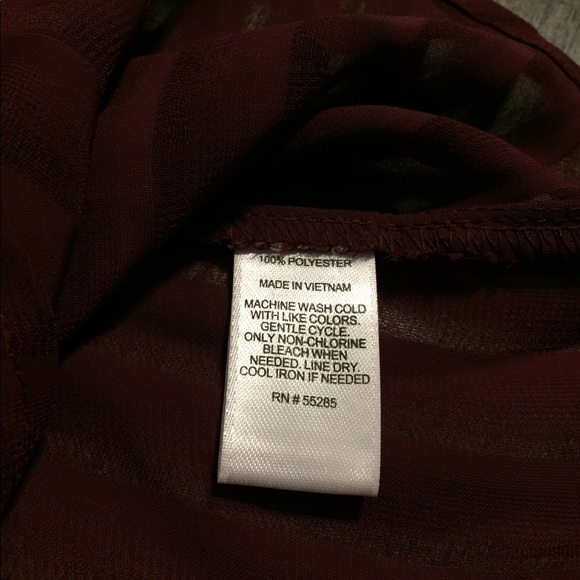 100% POLYESTER
MADE IN VIETNAM
MACHINE WASH COLD
WITH LIKE COLORS.
GENTLE CYCLE.
ONLY NON-CHLORINE
BLEACH WHEN
NEEDED. LINE DRY.
COOL IRON IF NEEDED
RN # 55285